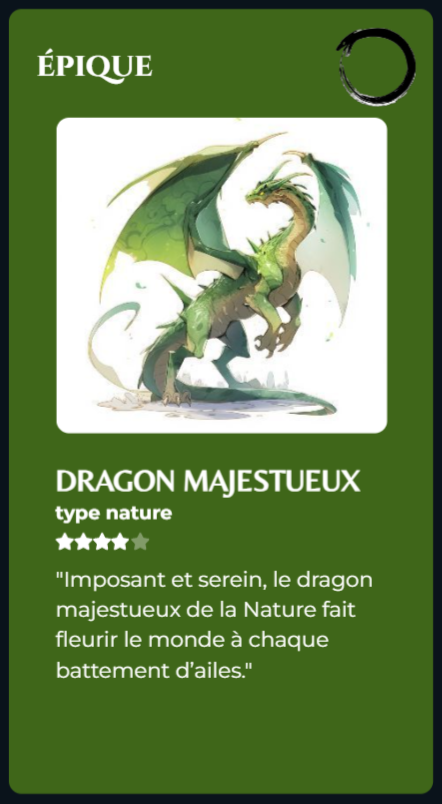 ÉPIQUE
DRAGON MAJESTUEUX
type nature
"Imposant et serein, le dragon
majestueux de la Nature fait
fleurir le monde à chaque
battement d’ailes."